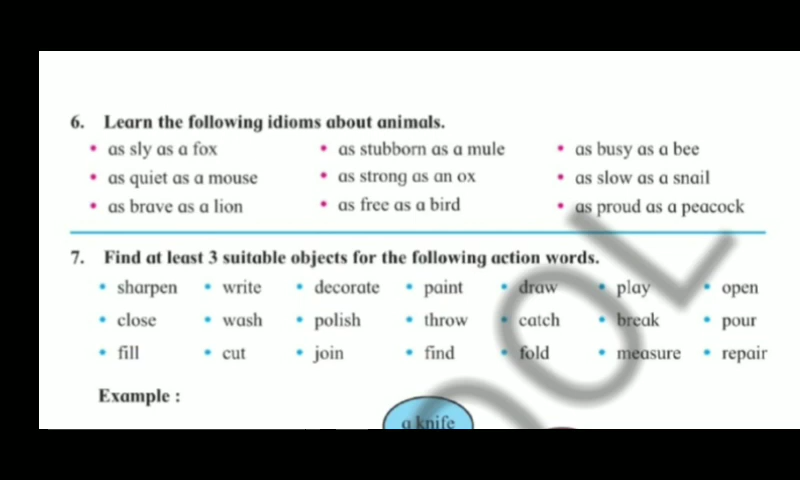 6. Learn the following idioms about animals.
• as sly as a fox • as stubborn as a mule • as busy as a bee
• as quiet as a mouse • as strong as an ox • as slow as a snail
• as brave as a lion • as free as a bird • as proud as a peacock
7. Find at least 3 suitable objects for the following action words.
• sharpen • write • decorate • paint • draw • play • open
• close • wash • polish • throw • catch • break • pour
• fill • cut • join • find • fold • measure • repair
Example :
a knife
OOL